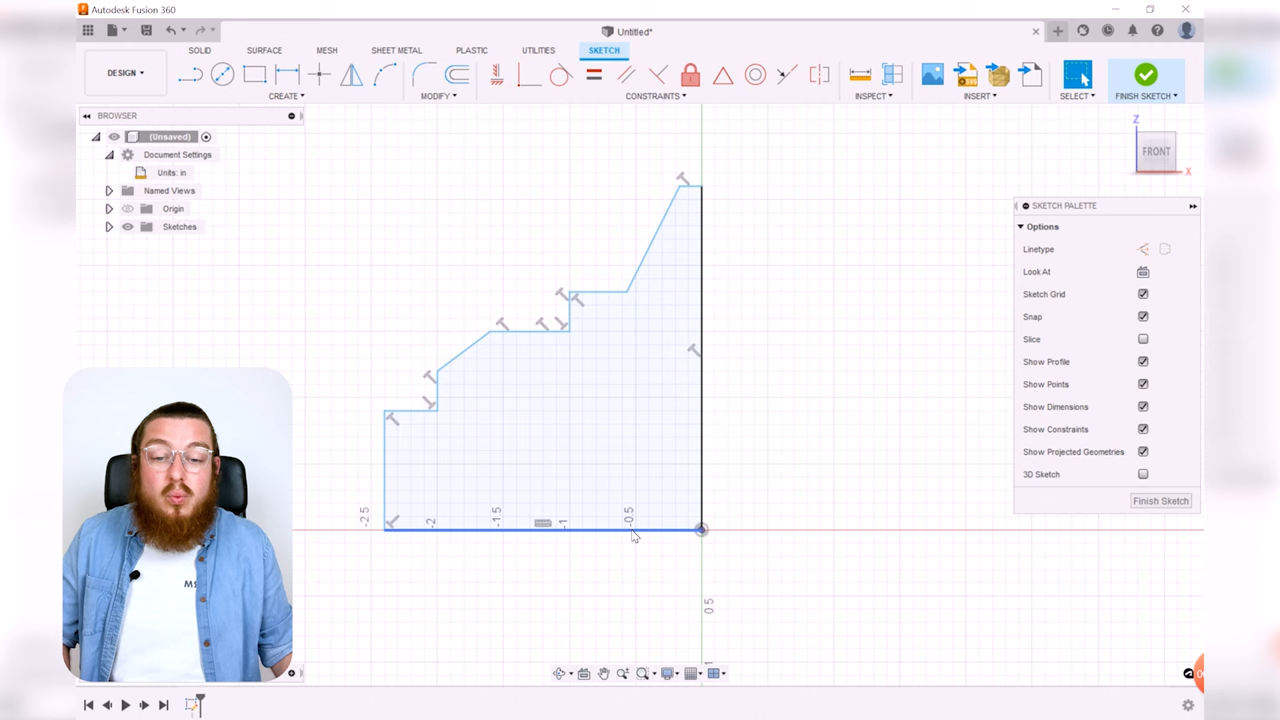 Autodesk Fusion 360
Untitled*
SOLID SURFACE MESH SHEET METAL PLASTIC UTILITIES SKETCH
DESIGN
CREATE MODIFY CONSTRAINTS INSPECT INSERT SELECT FINISH SKETCH
BROWSER
(Unsaved)
Document Settings
Units: in
Named Views
Origin
Sketches
Z
FRONT
X
SKETCH PALETTE
Options
Linetype
Look At
Sketch Grid
Snap
Slice
Show Profile
Show Points
Show Dimensions
Show Constraints
Show Projected Geometries
3D Sketch
Finish Sketch
-2.5
-2
-1.5
-1
-0.5
0.5